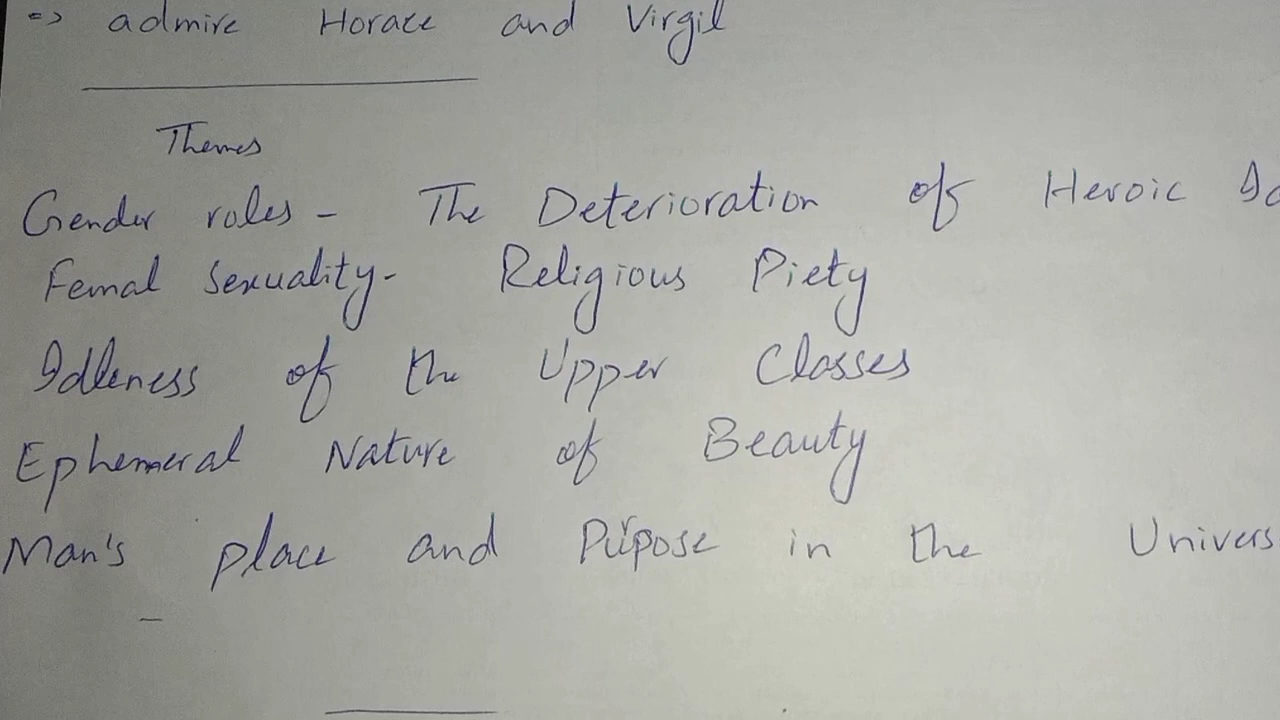 => admire Horace and Virgil
Themes
Gender roles - The Deterioration of Heroic
Femal Sexuality- Religious Piety
Idleness of the Upper Classes
Ephemeral Nature of Beauty
Man's place and Purpose in the Univers